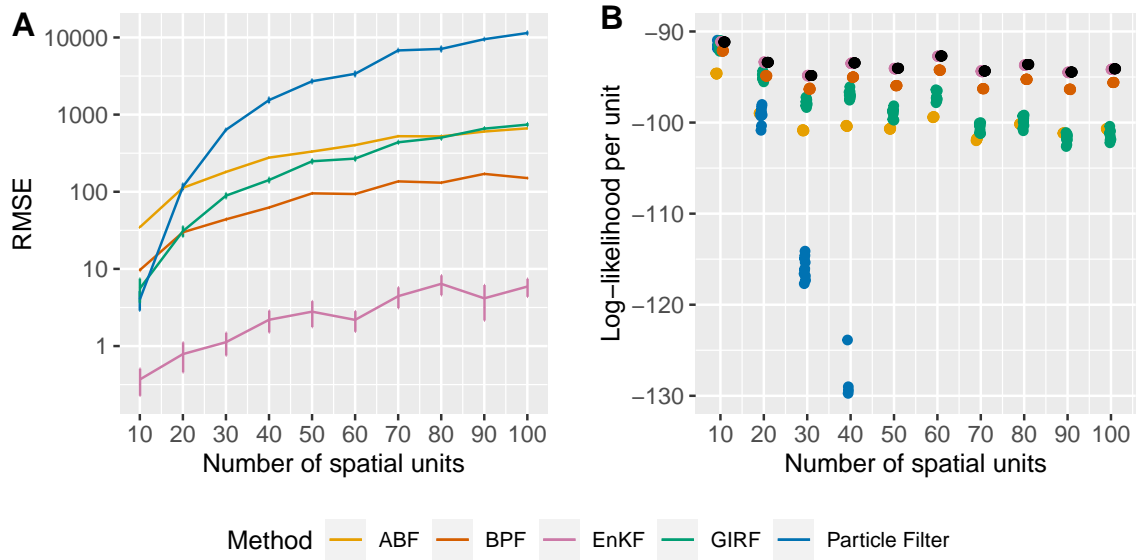 A
10000
1000
100
10
1
RMSE
10 20 30 40 50 60 70 80 90 100
Number of spatial units
B
−90
−100
−110
−120
−130
Log−likelihood per unit
10 20 30 40 50 60 70 80 90 100
Number of spatial units
Method ABF BPF EnKF GIRF Particle Filter